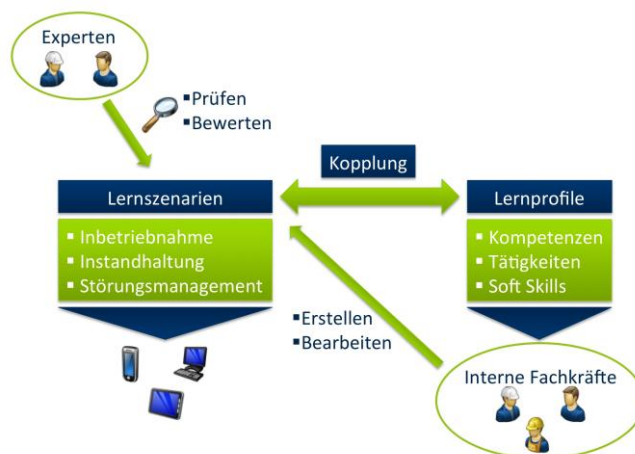 Experten
▪Prüfen
▪Bewerten
Kopplung
Lernszenarien
▪ Inbetriebnahme
▪ Instandhaltung
▪ Störungsmanagement
Lernprofile
▪ Kompetenzen
▪ Tätigkeiten
▪ Soft Skills
▪Erstellen
▪Bearbeiten
Interne Fachkräfte